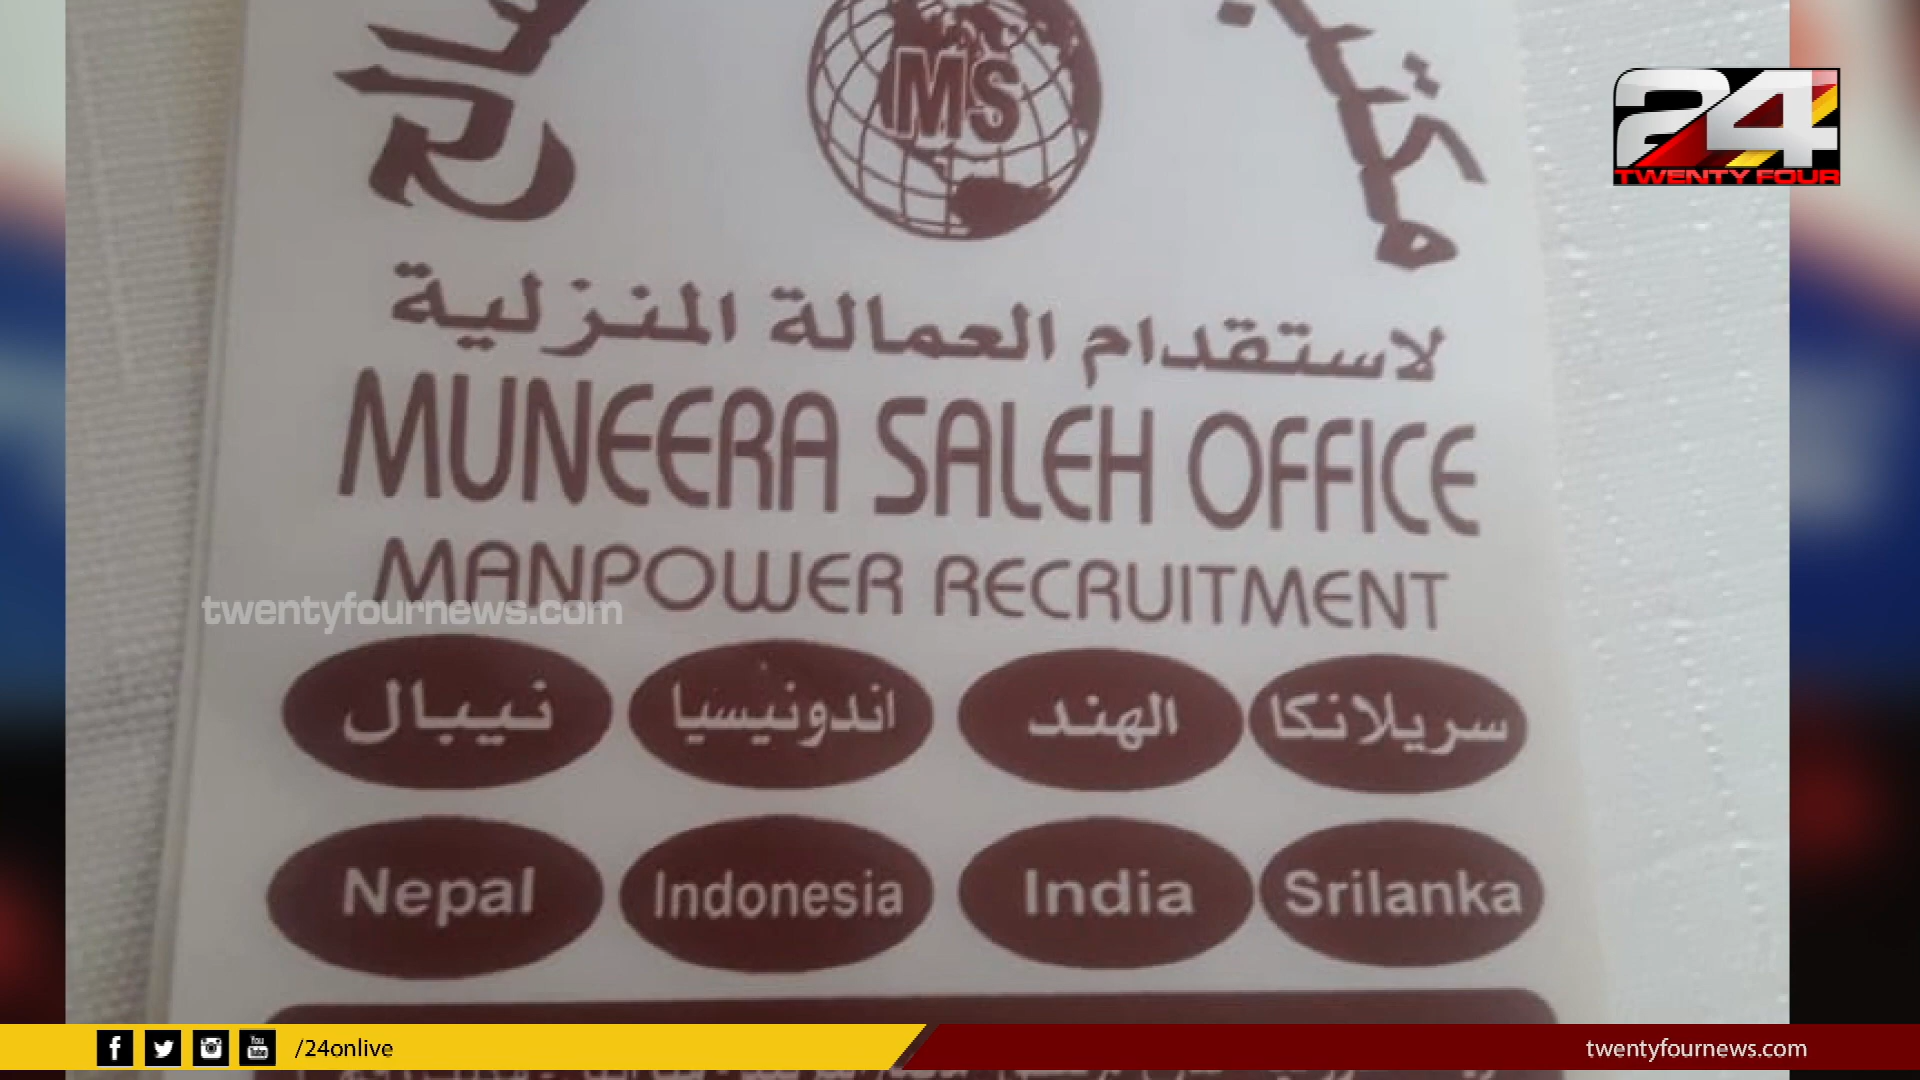 24
TWENTY FOUR
MS
لاستقدام العمالة المنزلية
MUNEERA SALEH OFFICE
MANPOWER RECRUITMENT
twentyfournews.com
سريلانكا الهند اندونيسيا نيبال
Nepal Indonesia India Srilanka
/24onlive
twentyfournews.com